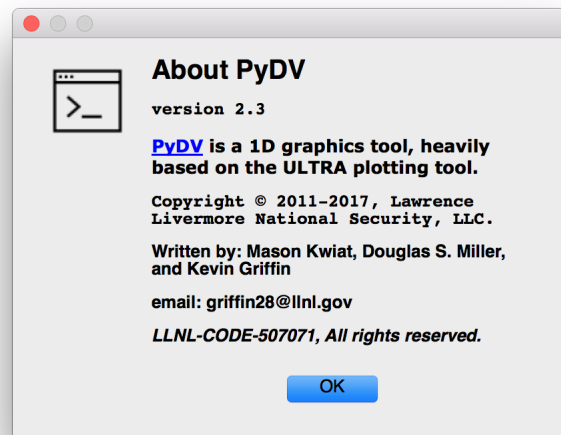 About PyDV
version 2.3
PyDV is a 1D graphics tool, heavily
based on the ULTRA plotting tool.
Copyright © 2011-2017, Lawrence
Livermore National Security, LLC.
Written by: Mason Kwiat, Douglas S. Miller,
and Kevin Griffin
email: griffin28@llnl.gov
LLNL-CODE-507071, All rights reserved.
OK